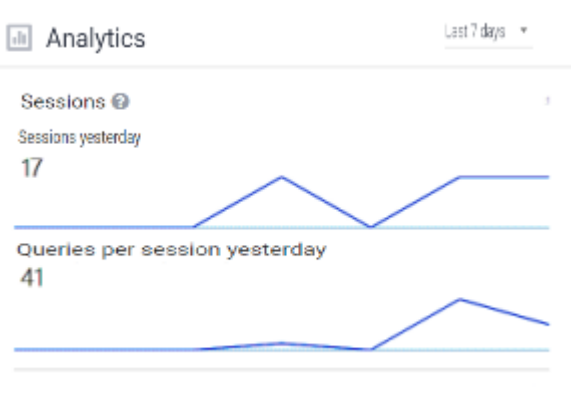 Analytics
Last 7 days
Sessions
Sessions yesterday
17
Queries per session yesterday
41